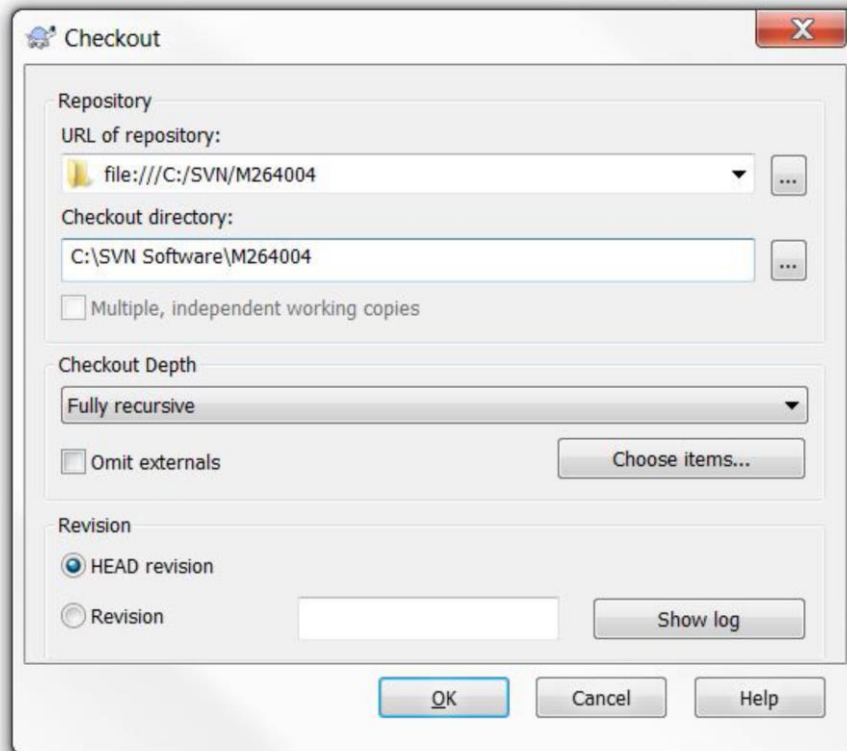 Checkout
Repository
URL of repository:
file:///C:/SVN/M264004
...
Checkout directory:
C:\SVN Software\M264004
...
Multiple, independent working copies
Checkout Depth
Fully recursive
Omit externals
Choose items...
Revision
HEAD revision
Revision
Show log
OK
Cancel
Help